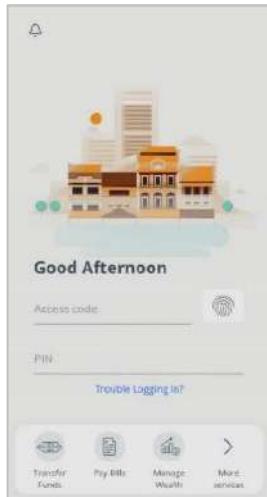 Good Afternoon
Access code
PIN
Trouble Logging In?
Transfer Funds
Pay Bills
Manage Wealth
More services